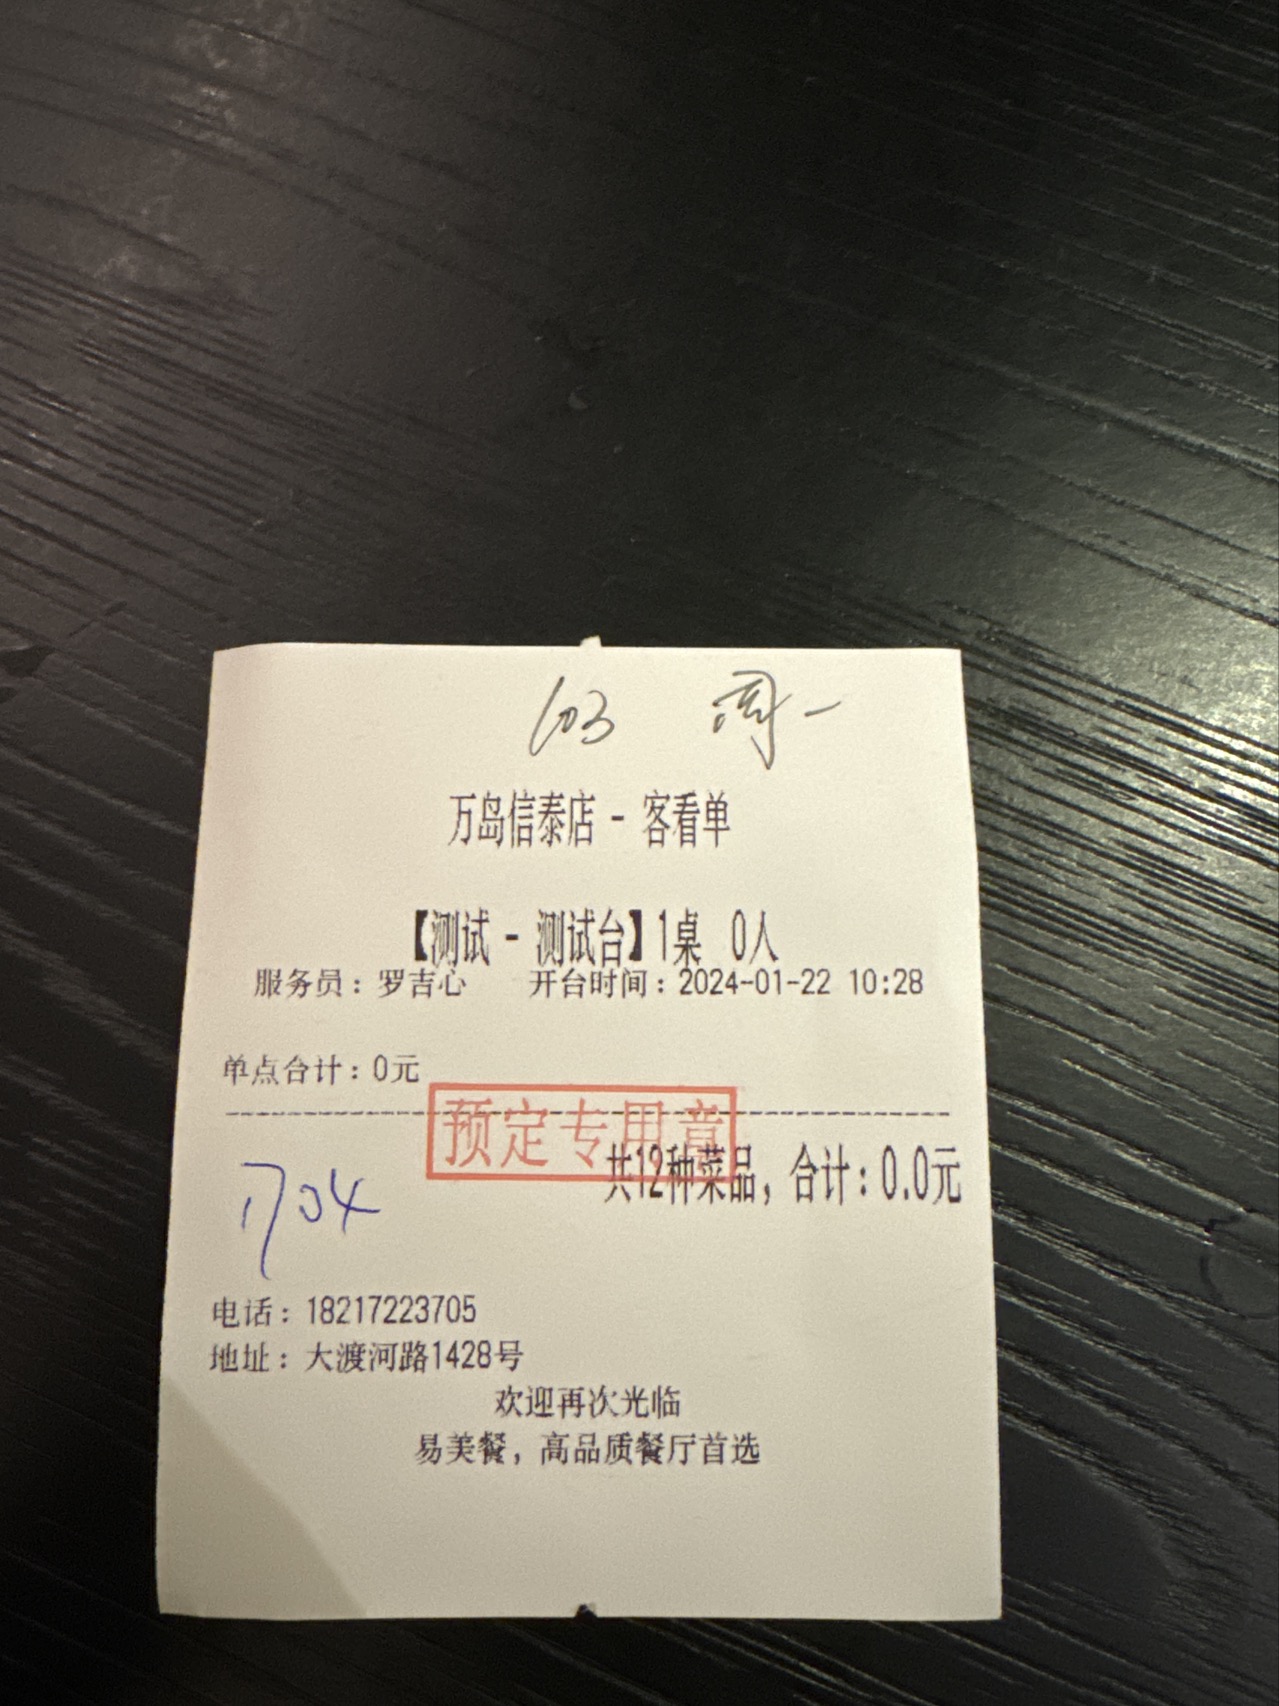 103 周一
万岛信泰店 - 客看单
【测试 - 测试台】1桌 0人
服务员：罗吉心 开台时间：2024-01-22 10:28
单点合计：0元
预定专用章
共12种菜品，合计：0.0元
1704
电话：18217223705
地址：大渡河路1428号
欢迎再次光临
易美餐，高品质餐厅首选